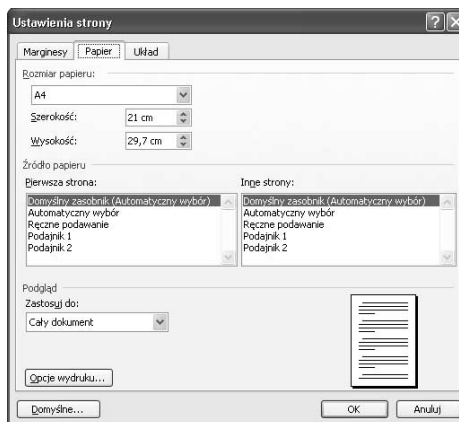 Ustawienia strony
Marginesy Papier Układ
Rozmiar papieru:
A4
Szerokość: 21 cm
Wysokość: 29,7 cm
Źródło papieru
Pierwsza strona: Inne strony:
Domyślny zasobnik (Automatyczny wybór) Domyślny zasobnik (Automatyczny wybór)
Automatyczny wybór Automatyczny wybór
Ręczne podawanie Ręczne podawanie
Podajnik 1 Podajnik 1
Podajnik 2 Podajnik 2
Podgląd
Zastosuj do:
Cały dokument
Opcje wydruku...
Domyślne... OK Anuluj